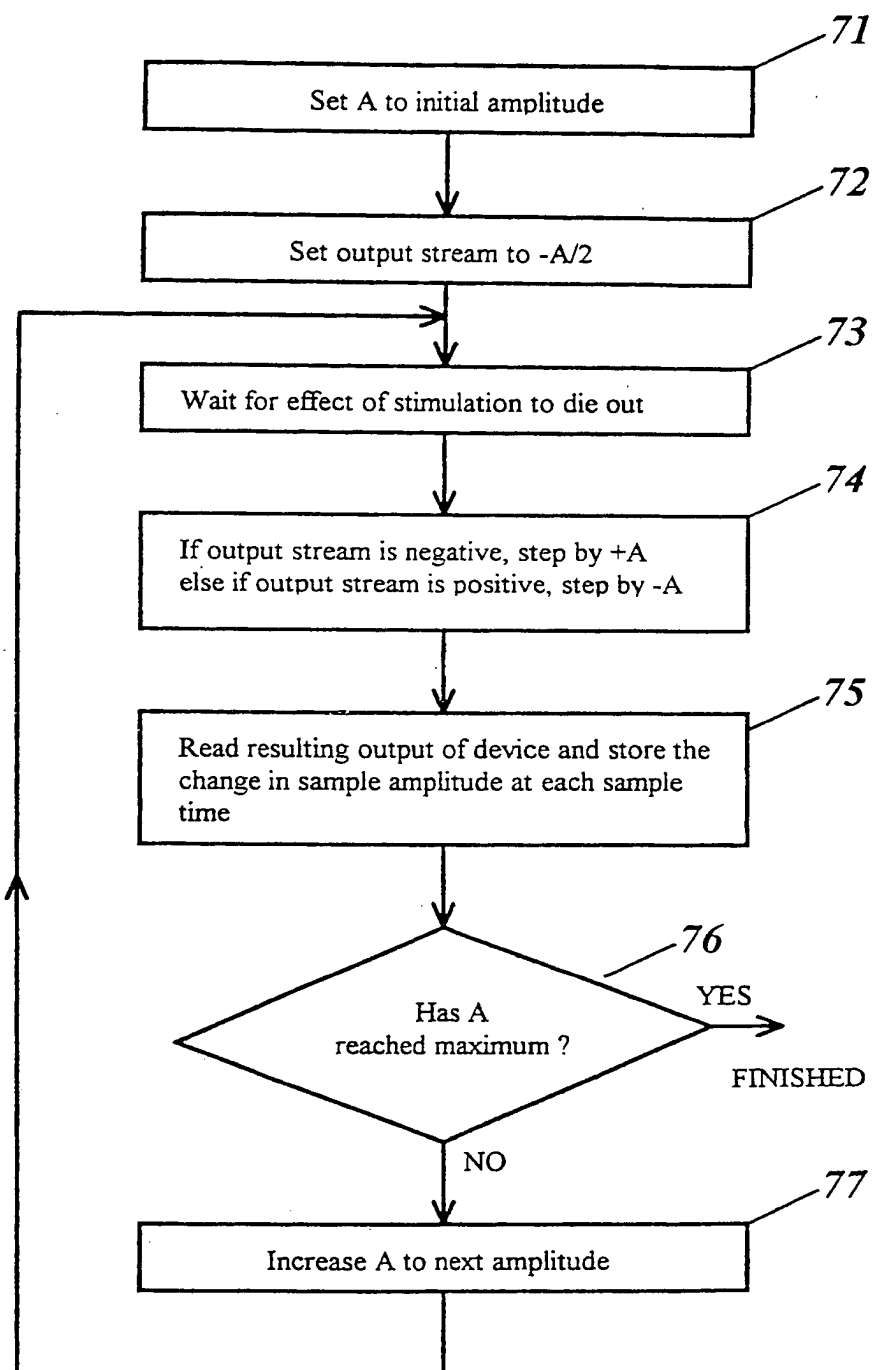 71
Set A to initial amplitude
72
Set output stream to -A/2
73
Wait for effect of stimulation to die out
74
If output stream is negative, step by +A
else if output stream is positive, step by -A
75
Read resulting output of device and store the
change in sample amplitude at each sample
time
76
Has A
reached maximum ?
YES
FINISHED
NO
77
Increase A to next amplitude